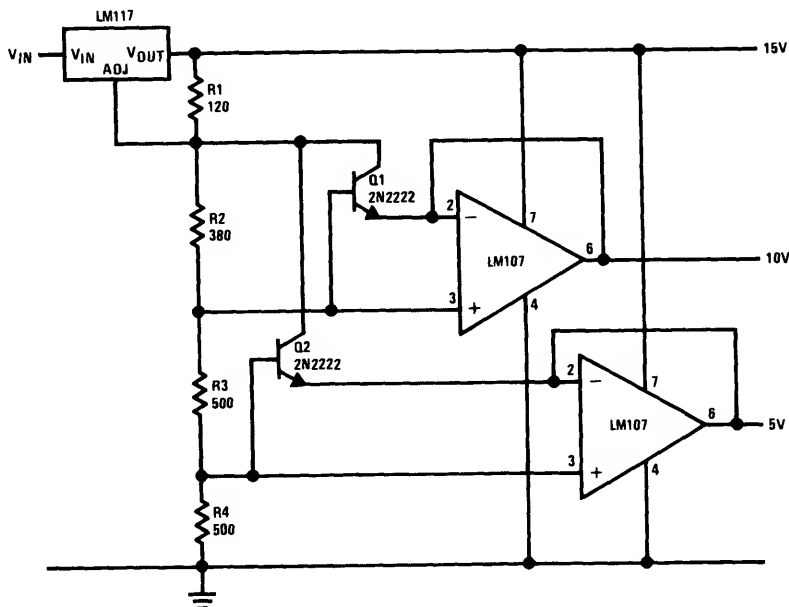 LM117
VIN
VIN
VOUT
ADJ
15V
R1
120
Q1
2N2222
2
−
7
R2
380
LM107
6
10V
3
+
4
Q2
2N2222
2
−
7
R3
500
LM107
6
5V
3
+
4
R4
500